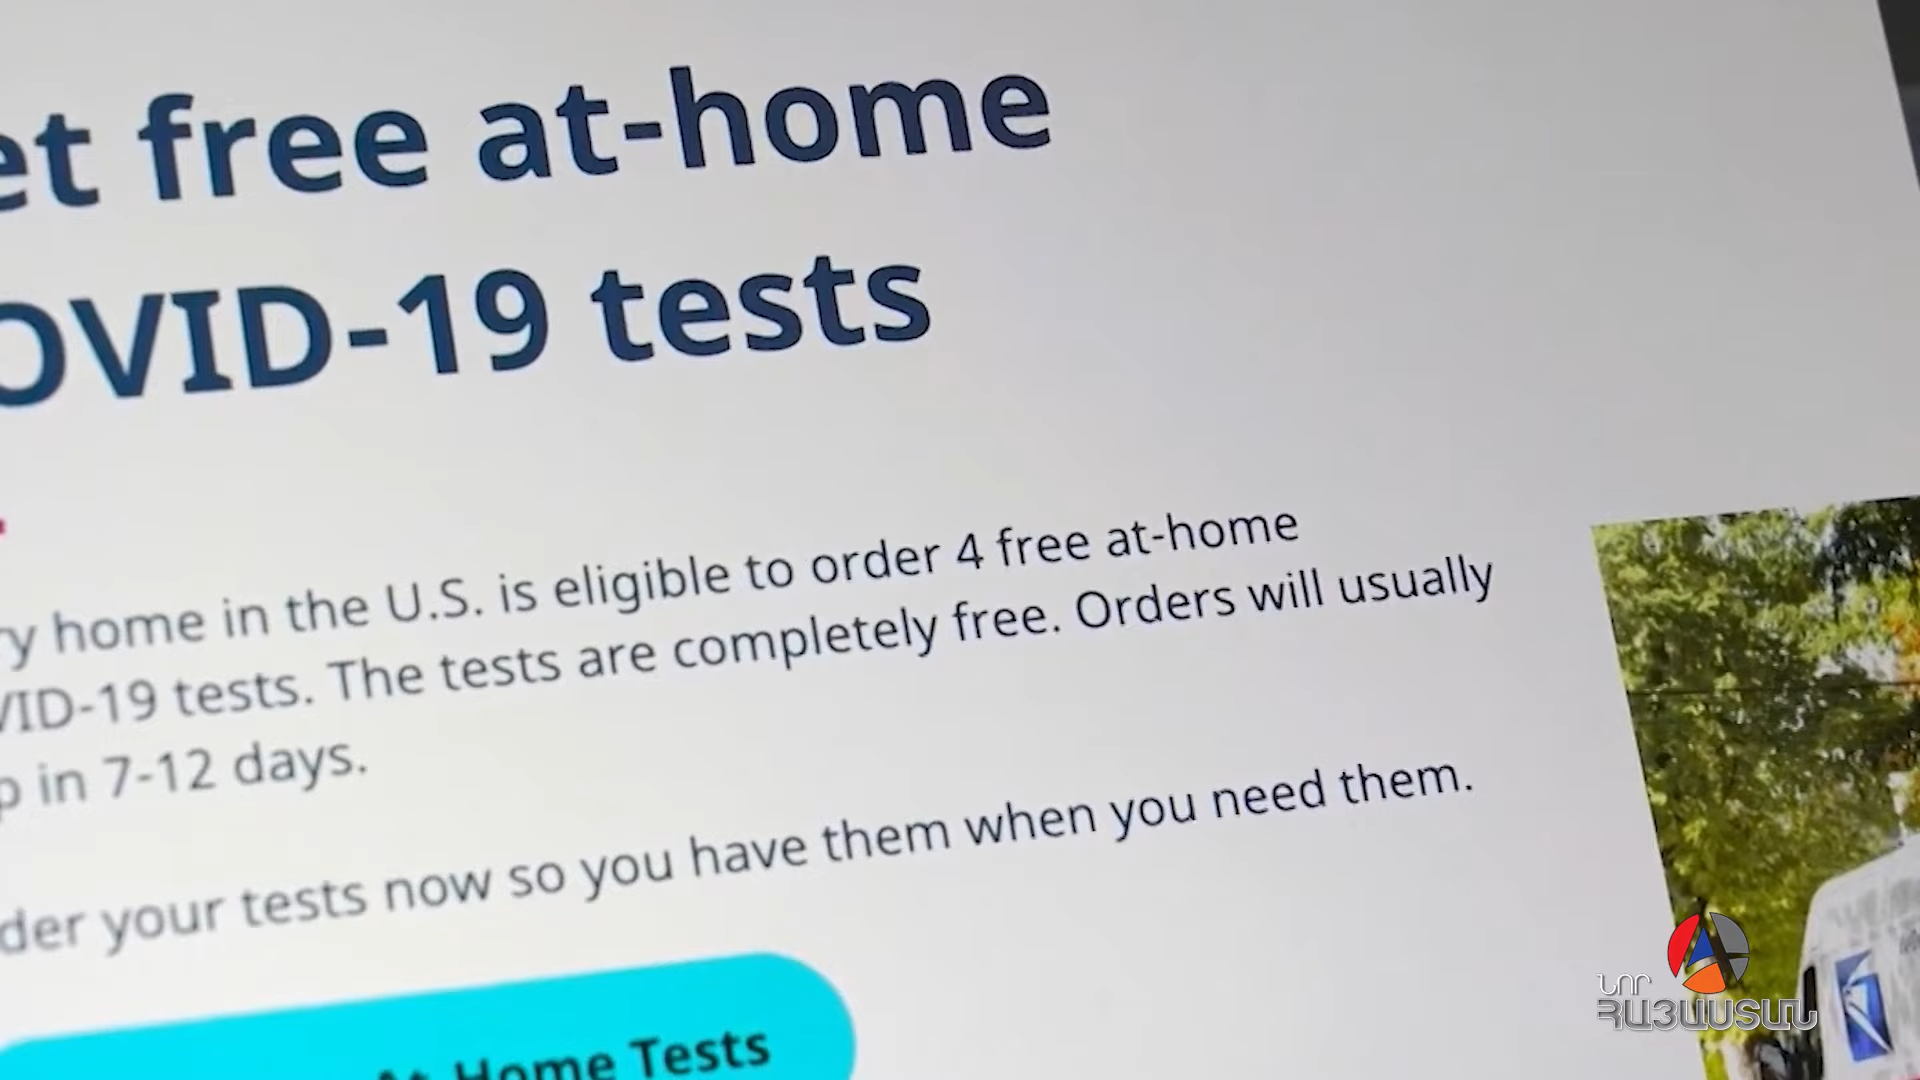 et free at-home
OVID-19 tests
ry home in the U.S. is eligible to order 4 free at-home
VID-19 tests. The tests are completely free. Orders will usually
p in 7-12 days.
der your tests now so you have them when you need them.
At-Home Tests
ՆՈՐ
ՀԱՅԱՍՏԱՆ